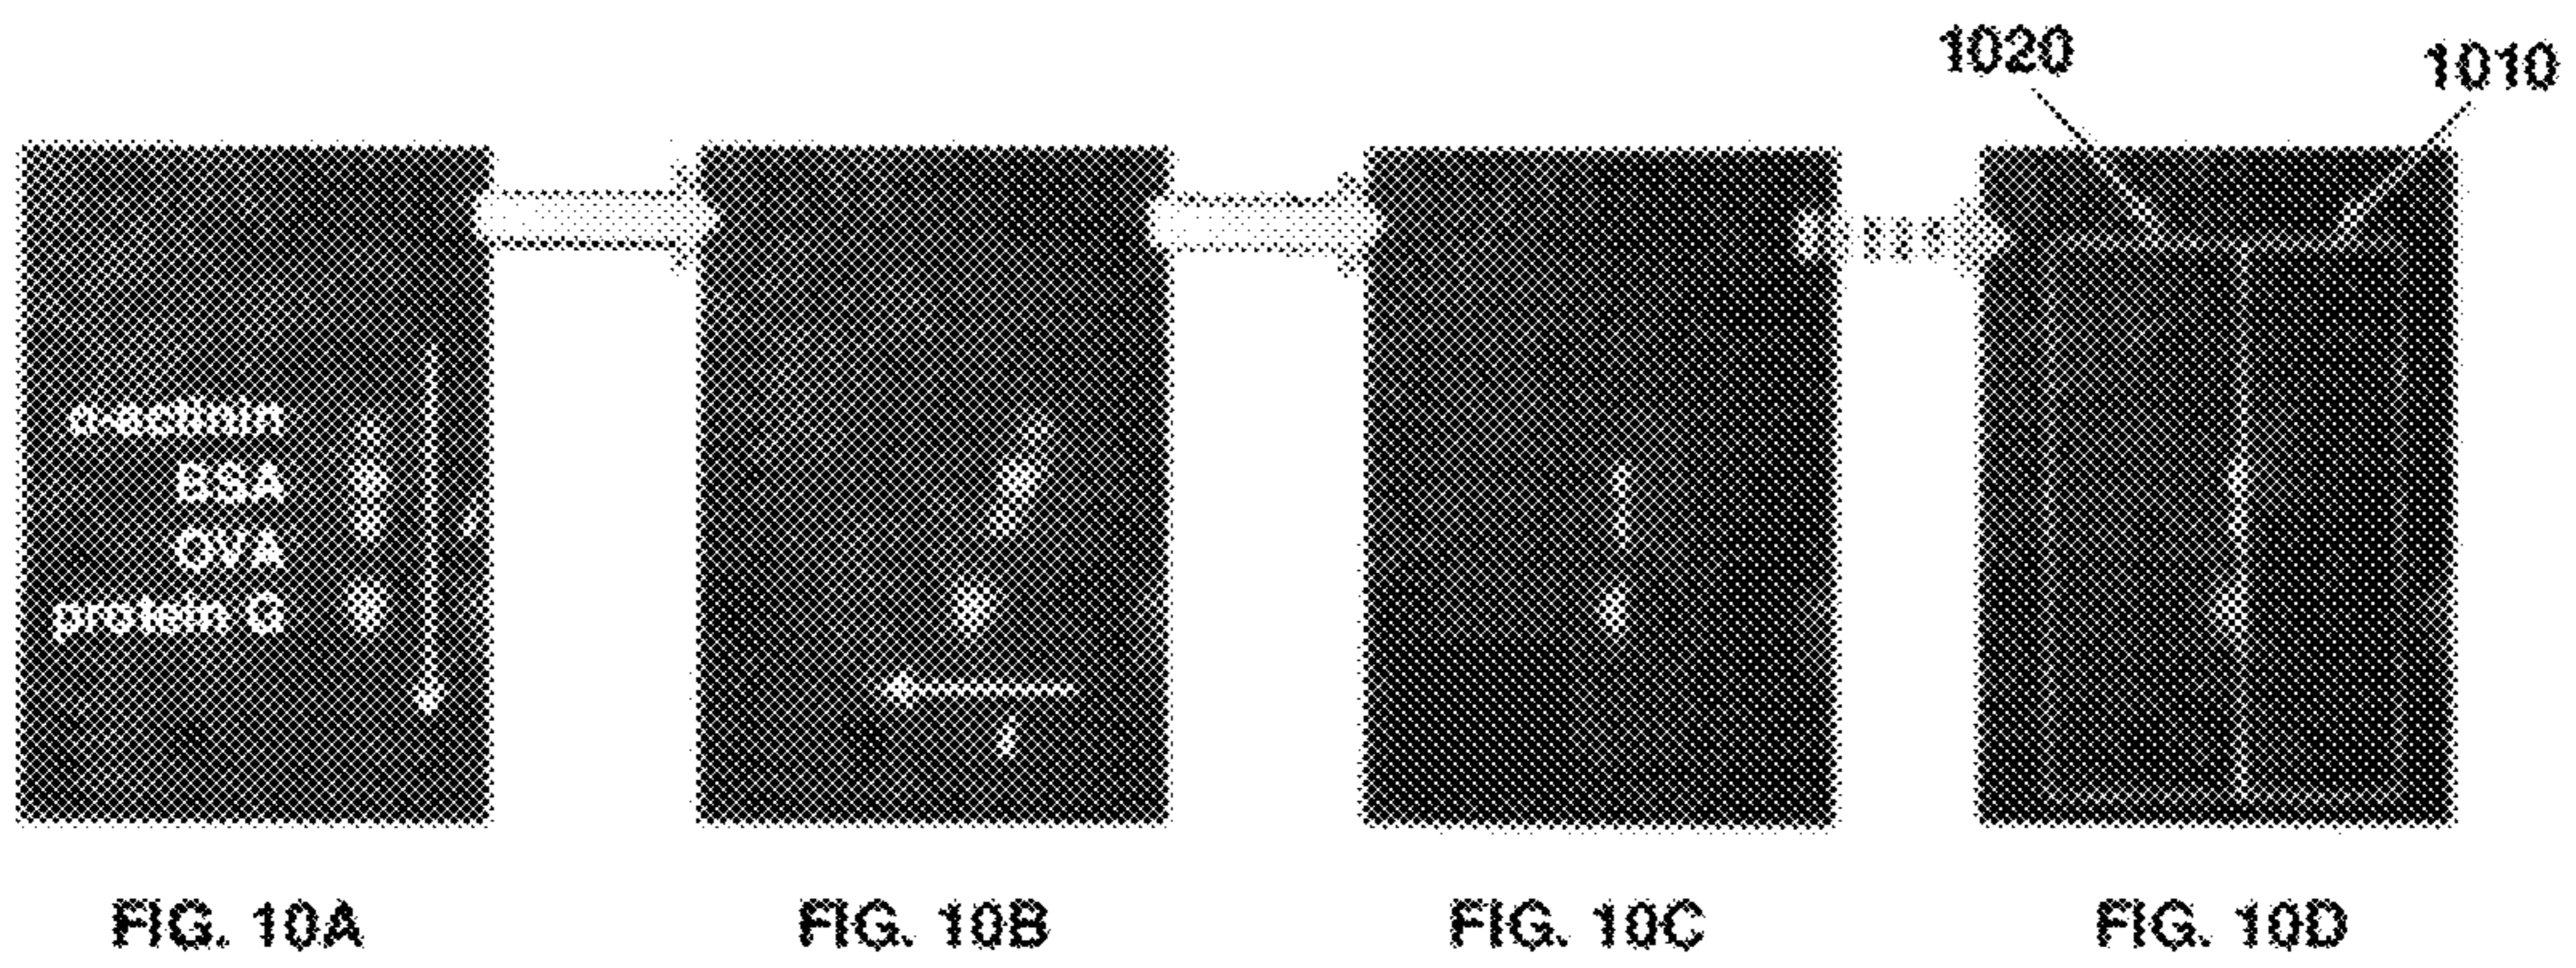 1020
1010
α-actinin
BSA
OVA
protein G
FIG. 10A
FIG. 10B
FIG. 10C
FIG. 10D